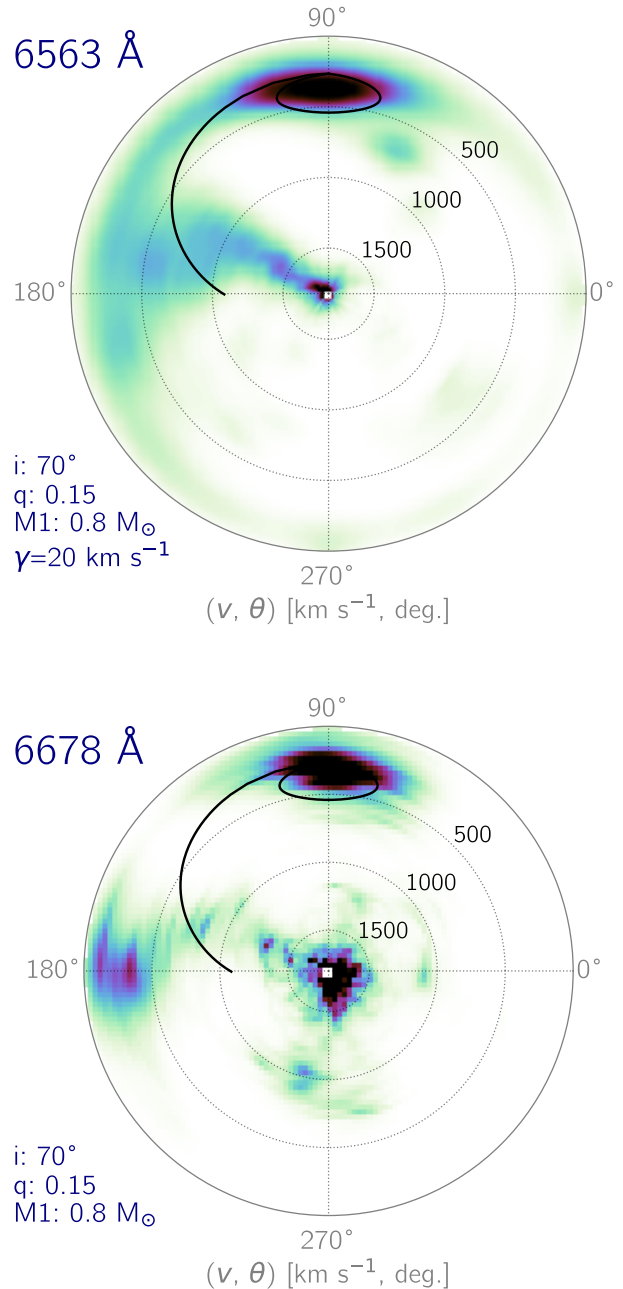 90°
6563 Å
500
1000
1500
180°
0°
i: 70°
q: 0.15
M1: 0.8 M☉
γ=20 km s⁻¹
270°
(v, θ) [km s⁻¹, deg.]
90°
6678 Å
500
1000
1500
180°
0°
i: 70°
q: 0.15
M1: 0.8 M☉
270°
(v, θ) [km s⁻¹, deg.]